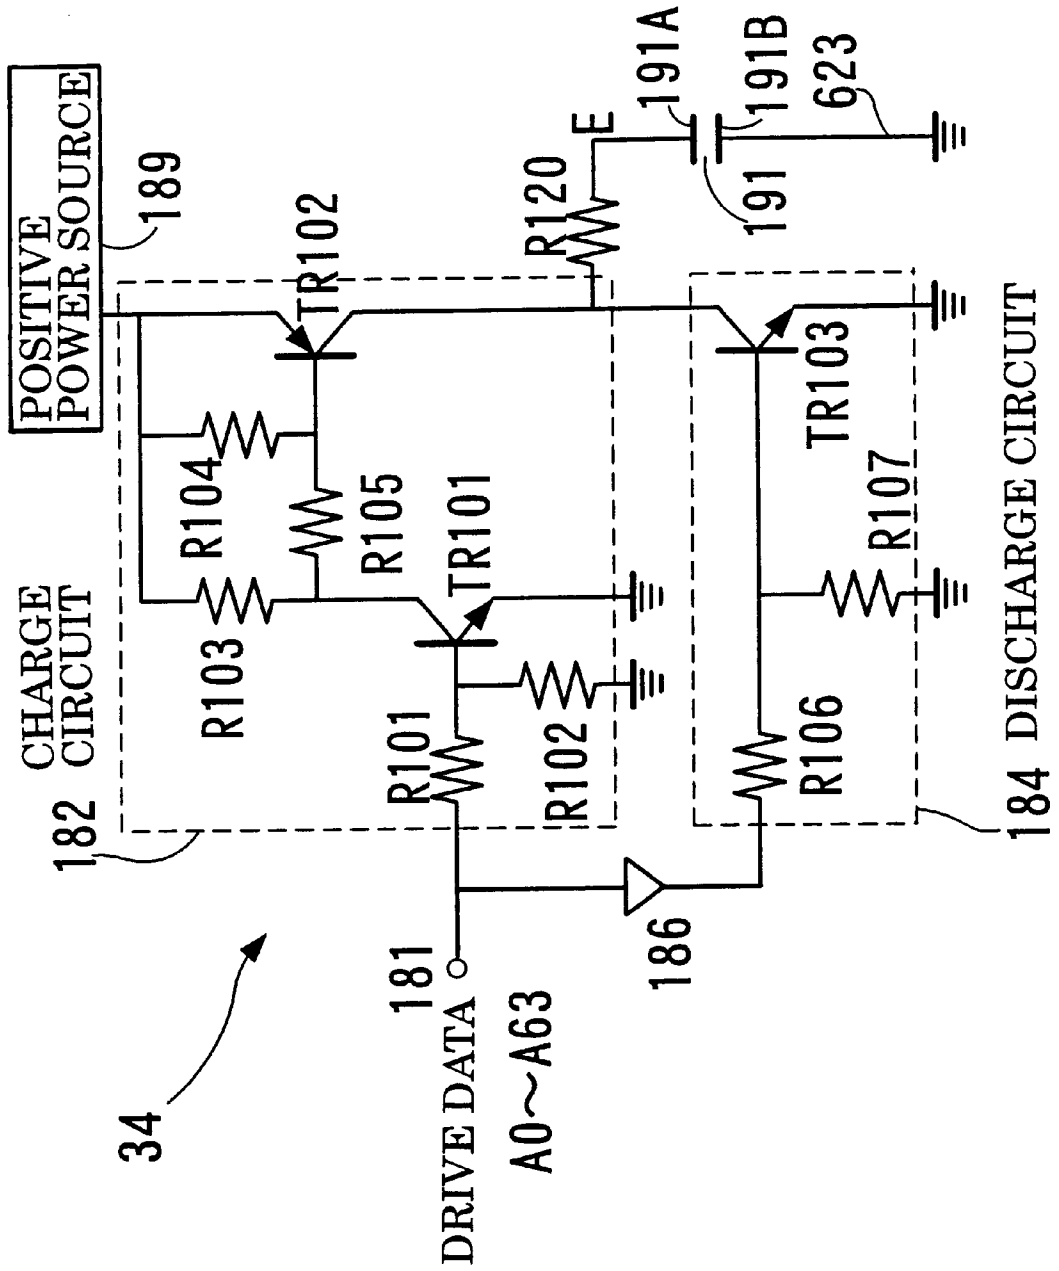 34
182
CHARGE
CIRCUIT
POSITIVE
POWER SOURCE
189
R103
R104
R105
TR102
TR101
R101
R102
181
DRIVE DATA
A0~A63
186
R120
E
191A
191
191B
623
R106
R107
TR103
184 DISCHARGE CIRCUIT